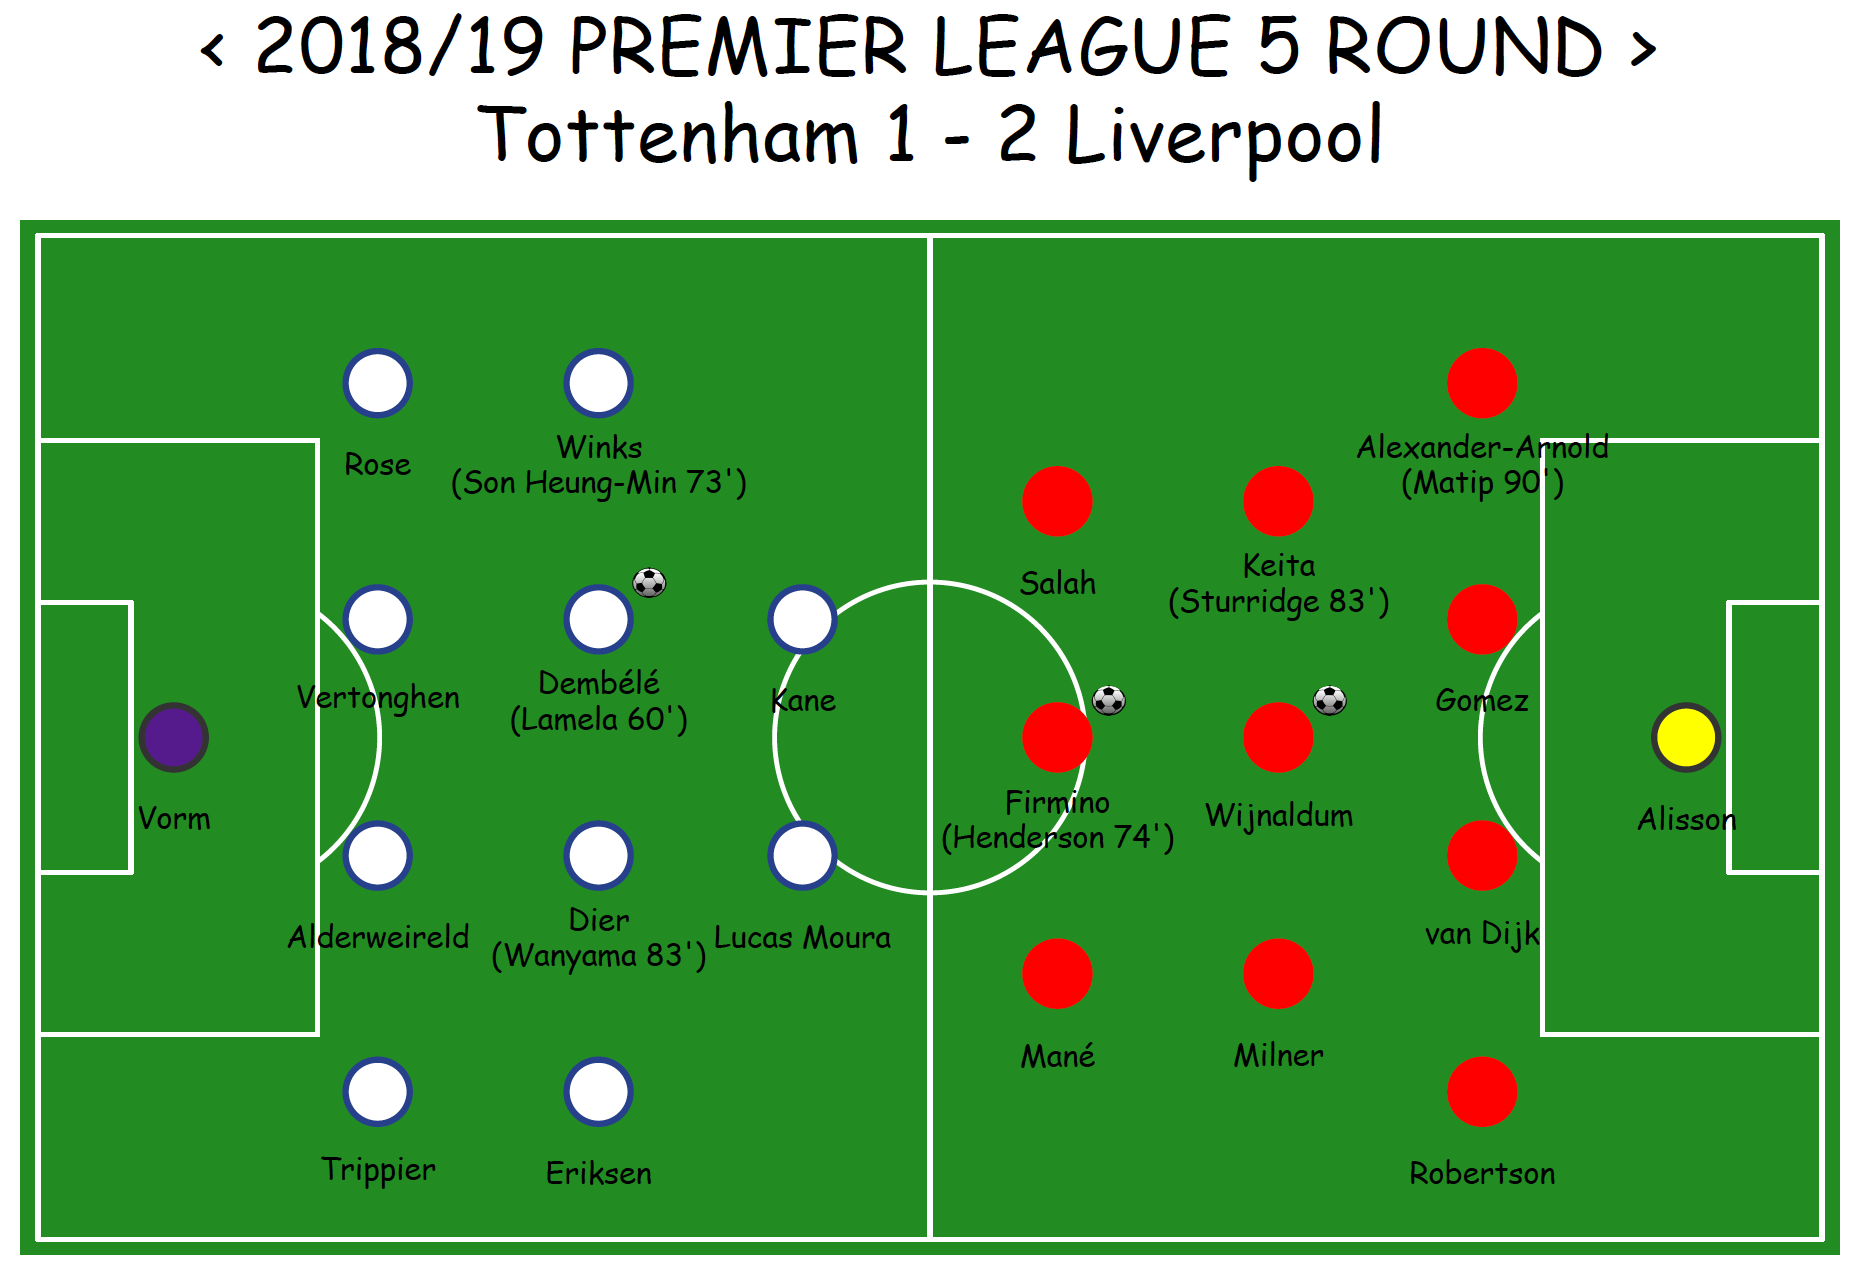 < 2018/19 PREMIER LEAGUE 5 ROUND >
Tottenham 1 - 2 Liverpool
Rose
Winks
(Son Heung-Min 73')
Vertonghen
Dembélé
(Lamela 60')
Kane
Vorm
Alderweireld
Dier
(Wanyama 83')
Lucas Moura
Trippier
Eriksen
Salah
Keita
(Sturridge 83')
Alexander-Arnold
(Matip 90')
Gomez
Firmino
(Henderson 74')
Wijnaldum
Alisson
van Dijk
Mané
Milner
Robertson